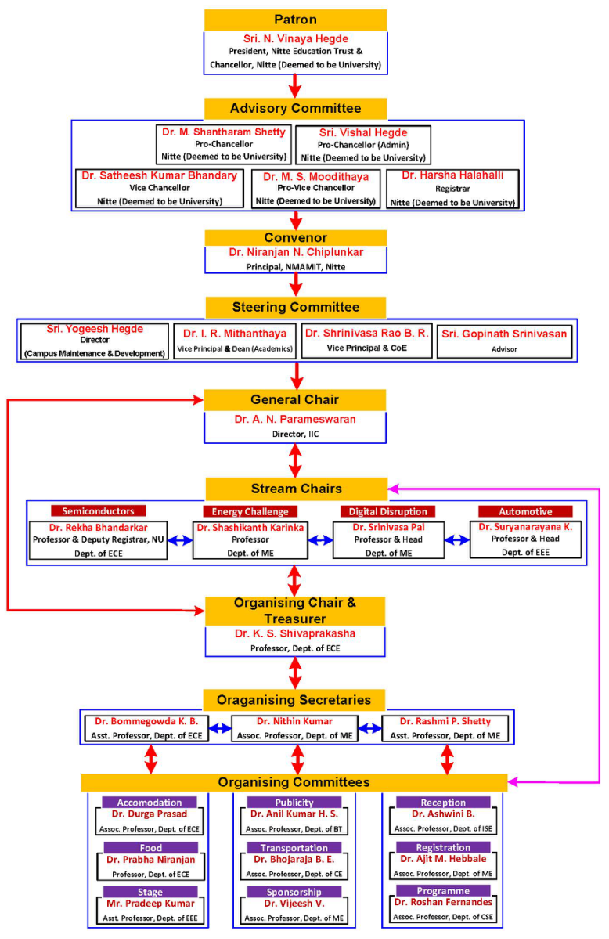 Patron
Sri. N. Vinaya Hegde
President, Nitte Education Trust &
Chancellor, Nitte (Deemed to be University)
Advisory Committee
Dr. M. Shantharam Shetty
Pro-Chancellor
Nitte (Deemed to be University)
Sri. Vishal Hegde
Pro-Chancellor (Admin)
Nitte (Deemed to be University)
Dr. Satheesh Kumar Bhandary
Vice Chancellor
Nitte (Deemed to be University)
Dr. M. S. Moodithaya
Pro-Vice Chancellor
Nitte (Deemed to be University)
Dr. Harsha Halahalli
Registrar
Nitte (Deemed to be University)
Convenor
Dr. Niranjan N. Chiplunkar
Principal, NMAMIT, Nitte
Steering Committee
Sri. Yogeesh Hegde
Director
(Campus Maintenance & Development)
Dr. I. R. Mithanthaya
Vice Principal & Dean (Academics)
Dr. Shrinivasa Rao B. R.
Vice Principal & CoE
Sri. Gopinath Srinivasan
Advisor
General Chair
Dr. A. N. Parameswaran
Director, IIC
Stream Chairs
Semiconductors
Dr. Rekha Bhandarkar
Professor & Deputy Registrar, NU
Dept. of ECE
Energy Challenge
Dr. Shashikanth Karinka
Professor
Dept. of ME
Digital Disruption
Dr. Srinivasa Pai
Professor & Head
Dept. of ME
Automotive
Dr. Suryanarayana K.
Professor & Head
Dept. of EEE
Organising Chair &
Treasurer
Dr. K. S. Shivaprakasha
Professor, Dept. of ECE
Oraganising Secretaries
Dr. Bommegowda K. B.
Asst. Professor, Dept. of ECE
Dr. Nithin Kumar
Assoc. Professor, Dept. of ME
Dr. Rashmi P. Shetty
Asst. Professor, Dept. of ME
Organising Committees
Accomodation
Dr. Durga Prasad
Assoc. Professor, Dept. of ECE
Food
Dr. Prabha Niranjan
Professor, Dept. of ECE
Stage
Mr. Pradeep Kumar
Asst. Professor, Dept. of EEE
Publicity
Dr. Anil Kumar H. S.
Assoc. Professor, Dept. of BT
Transportation
Dr. Bhojaraja B. E.
Assoc. Professor, Dept. of CE
Sponsorship
Dr. Vijeesh V.
Assoc. Professor, Dept. of ME
Reception
Dr. Ashwini B.
Assoc. Professor, Dept. of ISE
Registration
Dr. Ajit M. Hebbale
Assoc. Professor, Dept. of ME
Programme
Dr. Roshan Fernandes
Assoc. Professor, Dept. of CSE